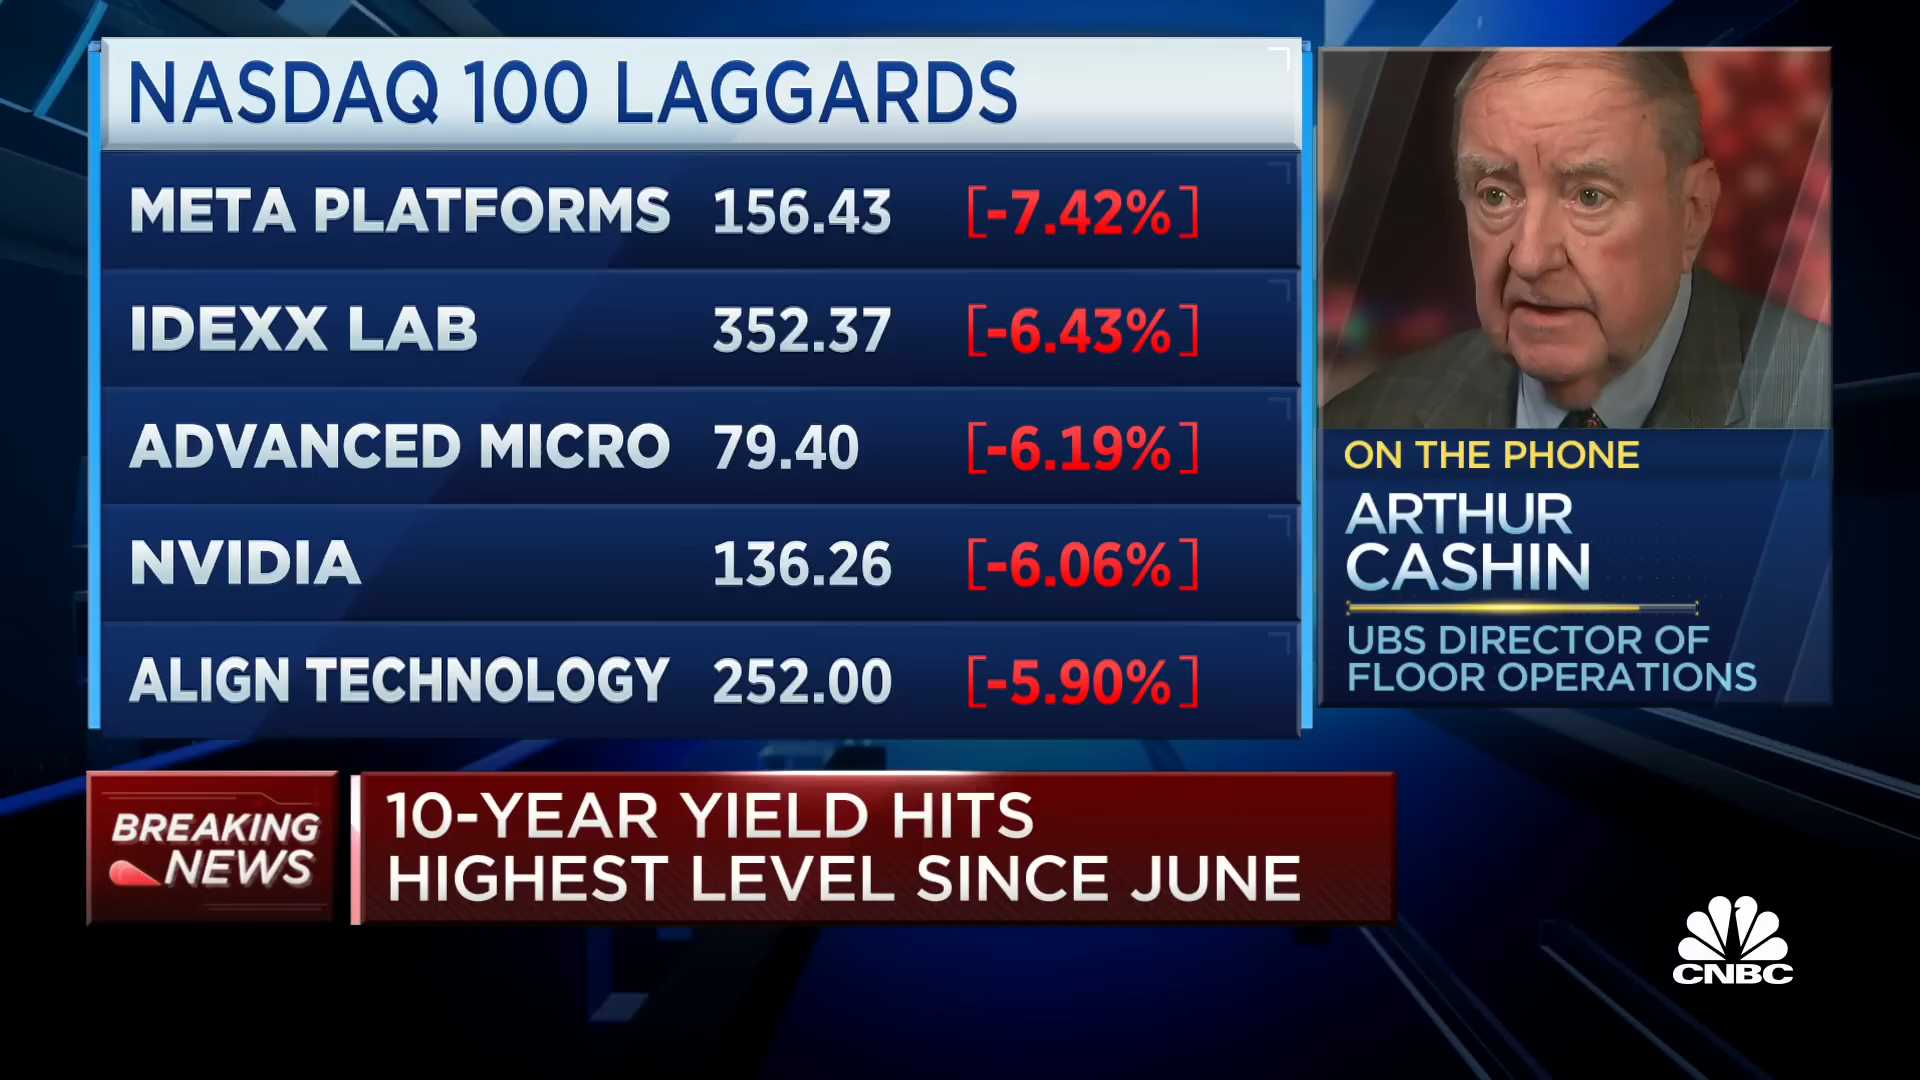 NASDAQ 100 LAGGARDS
META PLATFORMS 156.43 [-7.42%]
IDEXX LAB 352.37 [-6.43%]
ADVANCED MICRO 79.40 [-6.19%]
NVIDIA 136.26 [-6.06%]
ALIGN TECHNOLOGY 252.00 [-5.90%]
ON THE PHONE
ARTHUR
CASHIN
UBS DIRECTOR OF
FLOOR OPERATIONS
BREAKING
NEWS
10-YEAR YIELD HITS
HIGHEST LEVEL SINCE JUNE
CNBC